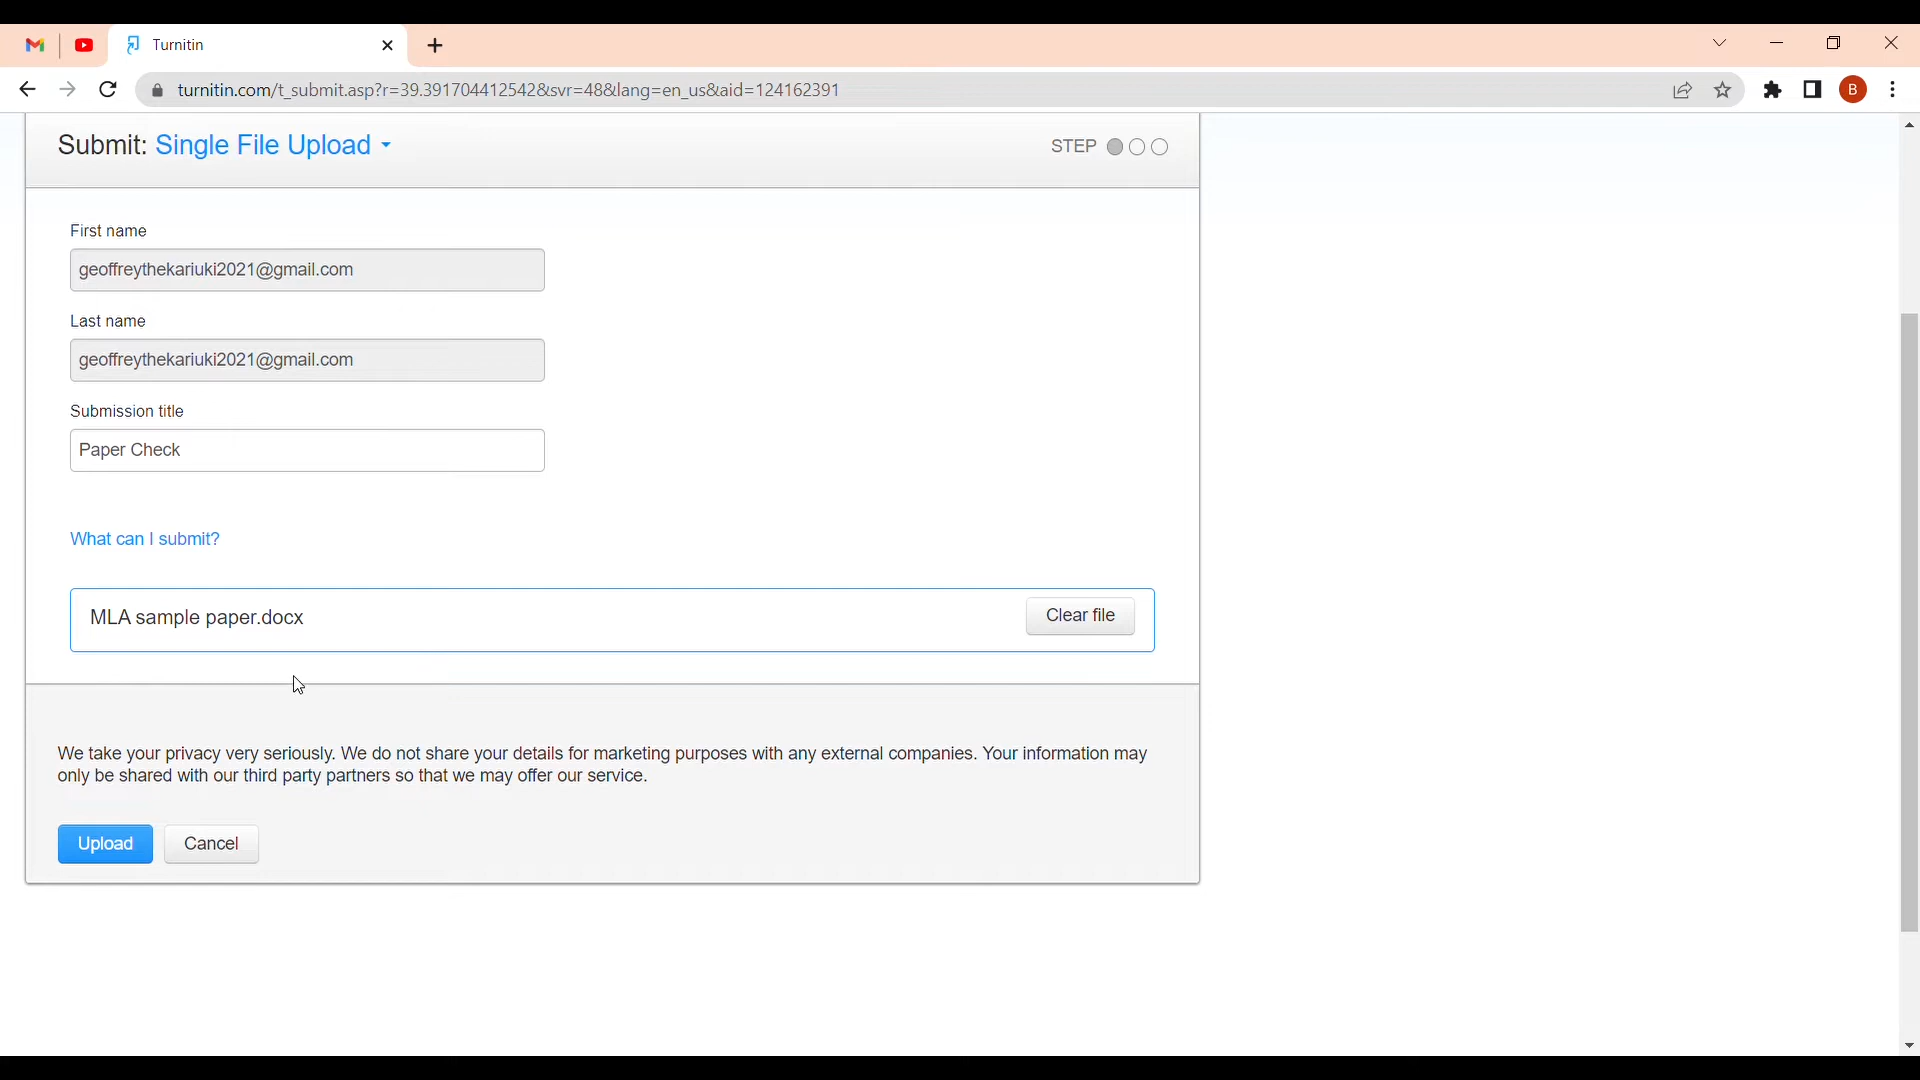 Turnitin
turnitin.com/t_submit.asp?r=39.391704412542&svr=48&lang=en_us&aid=124162391
B
Submit: Single File Upload
STEP
First name
geoffreythekariuki2021@gmail.com
Last name
geoffreythekariuki2021@gmail.com
Submission title
Paper Check
What can I submit?
MLA sample paper.docx
Clear file
We take your privacy very seriously. We do not share your details for marketing purposes with any external companies. Your information may
only be shared with our third party partners so that we may offer our service.
Upload
Cancel